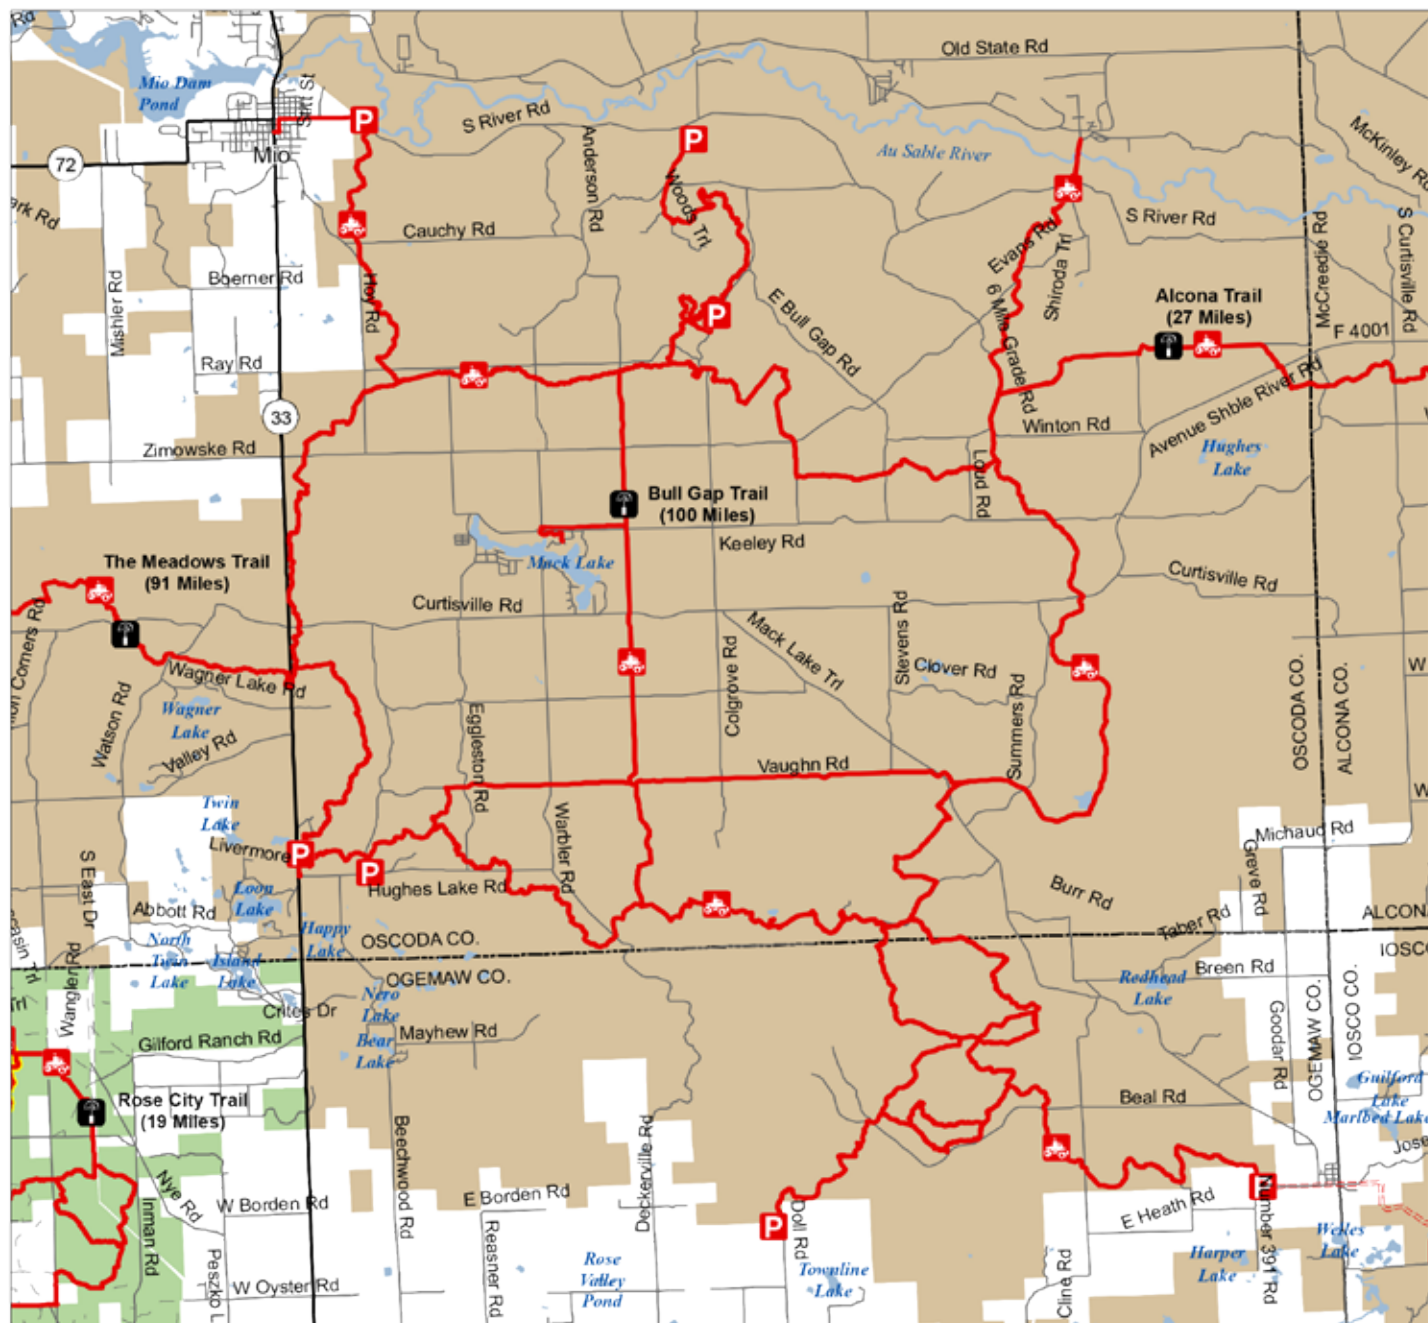 Rd
Old State Rd
Mio Dam
Pond
S River Rd
McKinley Rd
Mio
72
Anderson Rd
Au Sable River
Woods Trl
S River Rd
Cauchy Rd
Evans Rd
Shiroda Trl
McCreedie Rd
S Curtisville Rd
Boerner Rd
Mishler Rd
Hoy Rd
E Bull Gap Rd
6 Mile Grade Rd
Alcona Trail
(27 Miles)
F 4001
Ray Rd
33
Avenue Shble River Rd
Winton Rd
Zimowske Rd
Hughes
Lake
Loud Rd
Bull Gap Trail
(100 Miles)
Keeley Rd
Mack Lake
The Meadows Trail
(91 Miles)
Curtisville Rd
Curtisville Rd
Mack Lake Trl
Stevens Rd
Clover Rd
Colgrove Rd
Summers Rd
Wagner Lake Rd
Wagner
Lake
Watson Rd
Valley Rd
Eggleston Rd
Vaughn Rd
OSCODA CO.
ALCONA CO.
W
W
Twin
Lake
Livermore
Warbler Rd
Michaud Rd
Greve Rd
S East Dr
Hughes Lake Rd
Burr Rd
Loon
Lake
Abbott Rd
Taber Rd
Happy
Lake
OSCODA CO.
OGEMAW CO.
ALCONA
IOSCO
North
Twin
Lake
Island
Lake
Wangler Rd
Breen Rd
Redhead
Lake
Crites Dr
Nero
Lake
Bear
Lake
Mayhew Rd
Gilford Ranch Rd
Goodar Rd
OGEMAW CO.
IOSCO CO.
Guilford
Lake
Marlbed Lake
Rose City Trail
(19 Miles)
Beal Rd
Beechwood Rd
Deckerville Rd
Nye Rd
Inman Rd
W Borden Rd
E Borden Rd
Reasner Rd
Doll Rd
E Heath Rd
Number 391 Rd
Welles
Lake
Harper
Lake
Peszko L
W Oyster Rd
Rose
Valley
Pond
Townline
Lake
Cline Rd
P
P
P
P
P
P